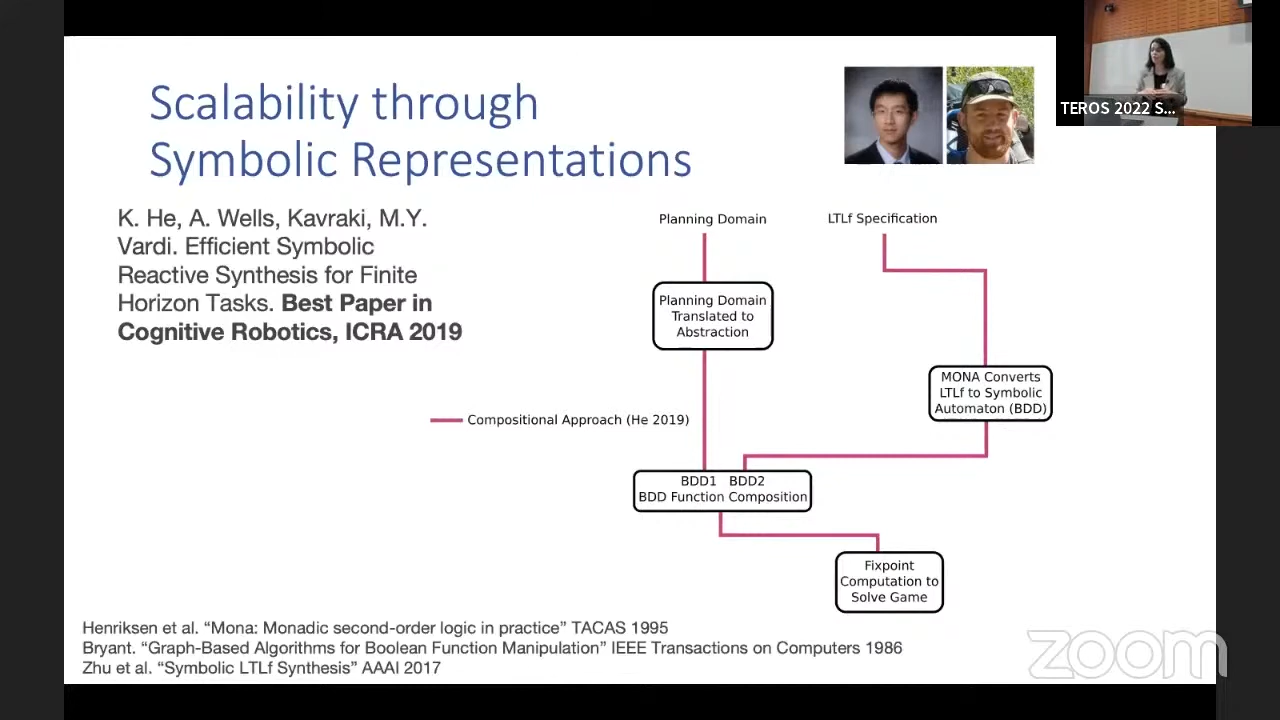 Scalability through
Symbolic Representations
TEROS 2022 S...
K. He, A. Wells, Kavraki, M.Y.
Vardi. Efficient Symbolic
Reactive Synthesis for Finite
Horizon Tasks. Best Paper in
Cognitive Robotics, ICRA 2019
Planning Domain
LTLf Specification
Planning Domain
Translated to
Abstraction
MONA Converts
LTLf to Symbolic
Automaton (BDD)
Compositional Approach (He 2019)
BDD1 BDD2
BDD Function Composition
Fixpoint
Computation to
Solve Game
Henriksen et al. “Mona: Monadic second-order logic in practice” TACAS 1995
Bryant. “Graph-Based Algorithms for Boolean Function Manipulation” IEEE Transactions on Computers 1986
Zhu et al. “Symbolic LTLf Synthesis” AAAI 2017
zoom